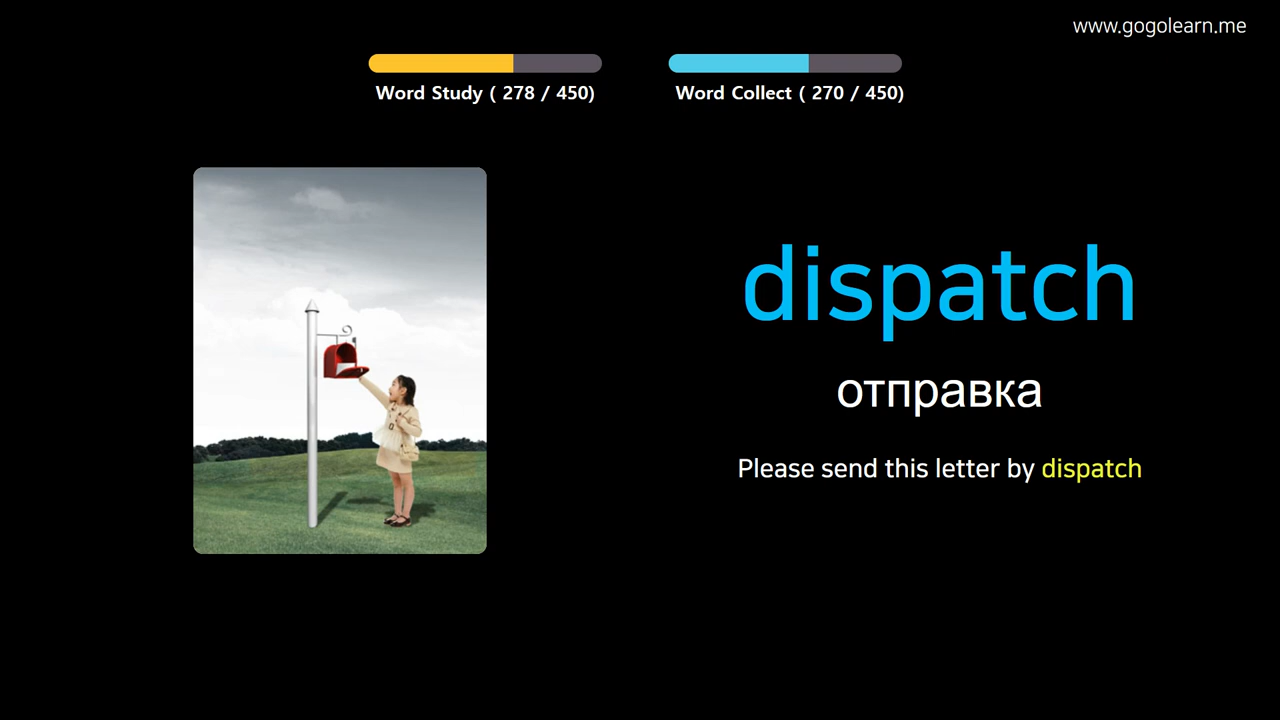 www.gogolearn.me
Word Study ( 278 / 450)
Word Collect ( 270 / 450)
dispatch
отправка
Please send this letter by dispatch